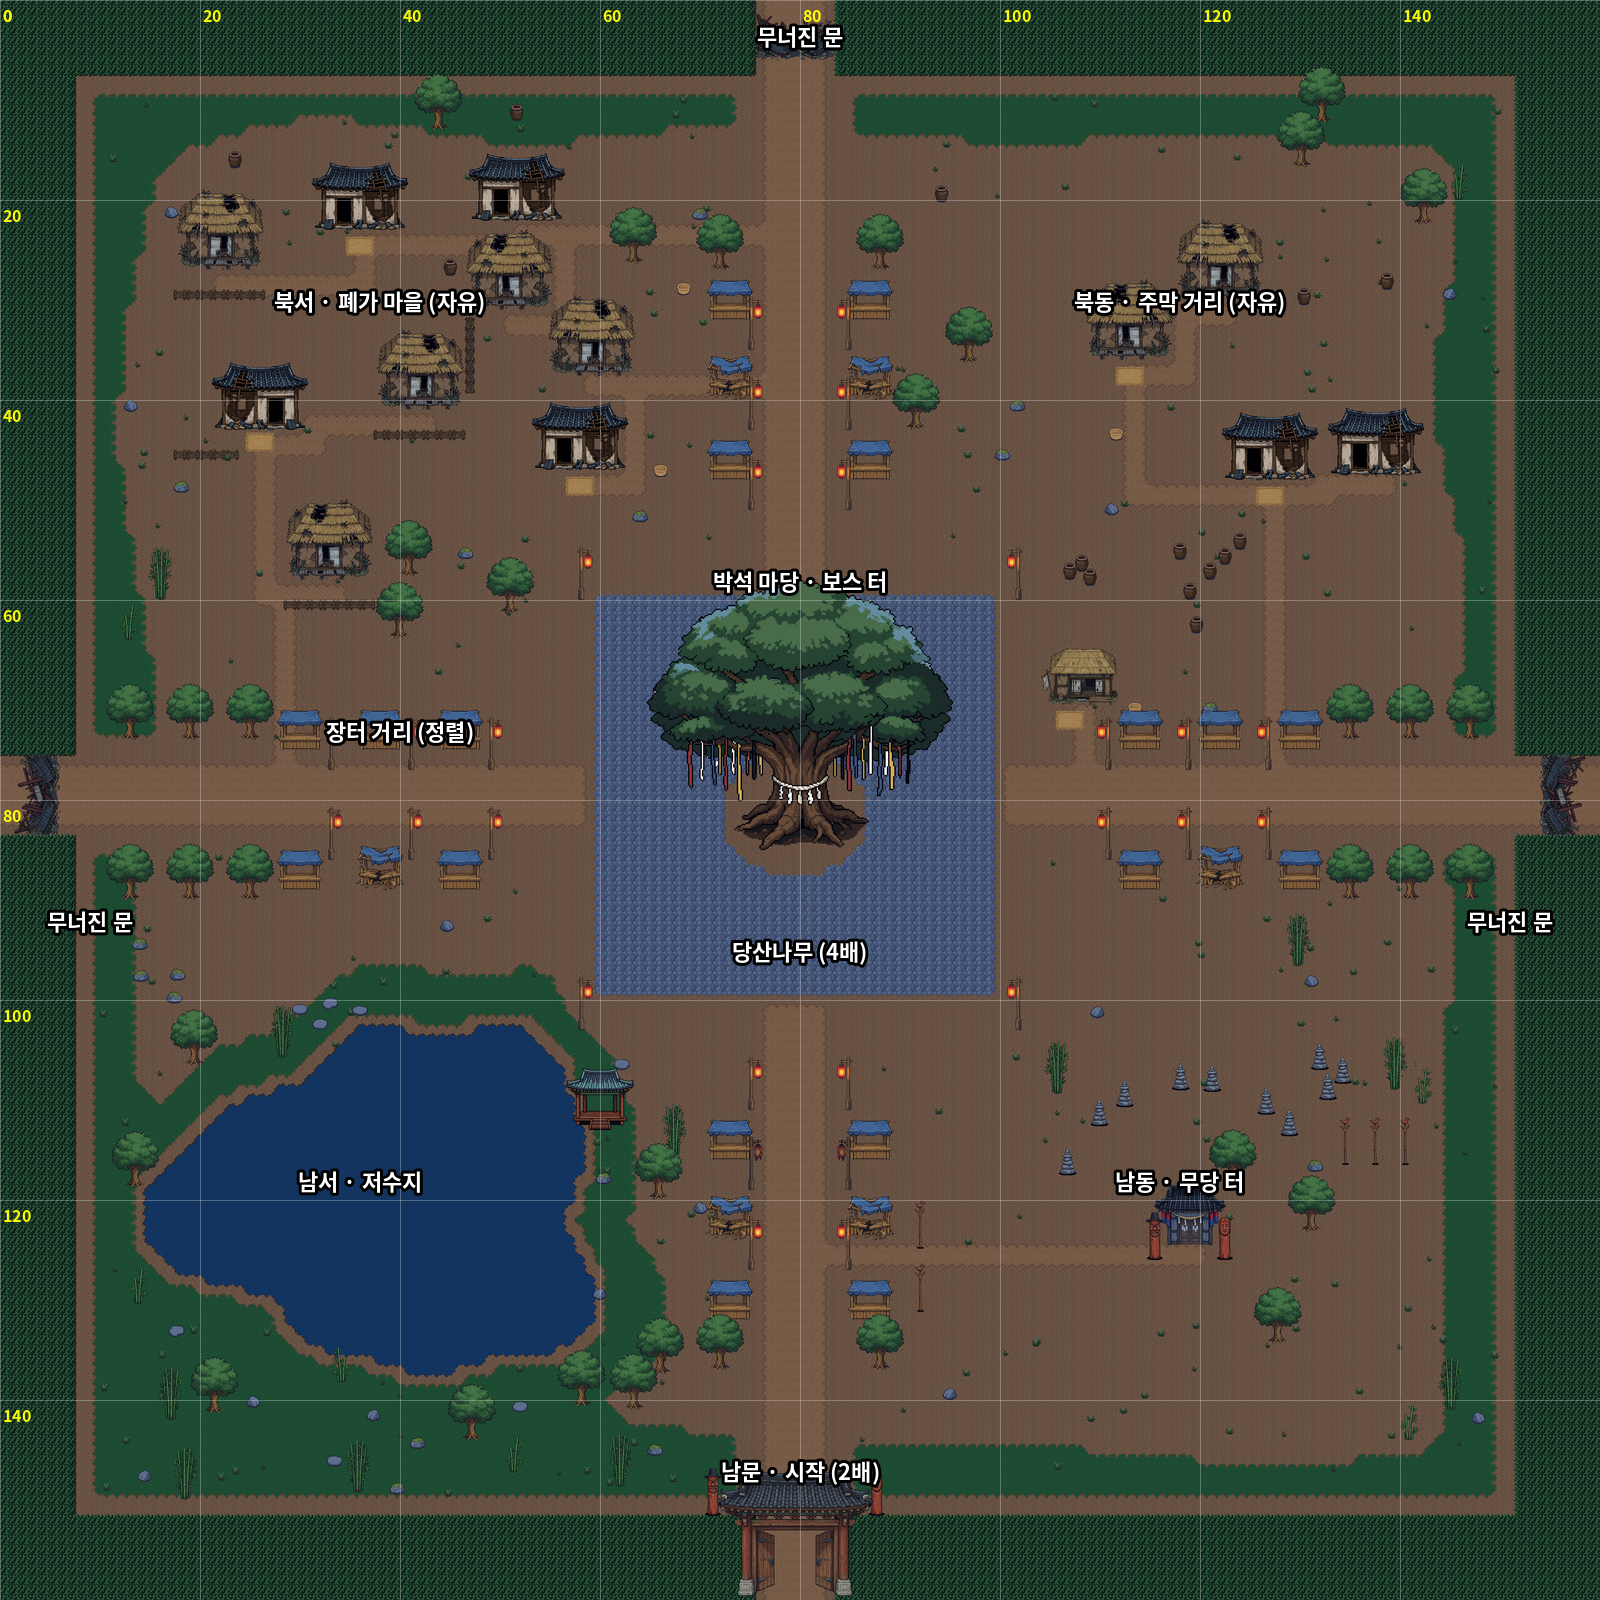 0 20 40 60 80 100 120 140
무너진 문
20
북서 · 폐가 마을 (자유)
북동 · 주막 거리 (자유)
40
박석 마당 · 보스 터
60
장터 거리 (정렬)
80
무너진 문
무너진 문
당산나무 (4배)
100
남서 · 저수지
남동 · 무당 터
120
140
남문 · 시작 (2배)